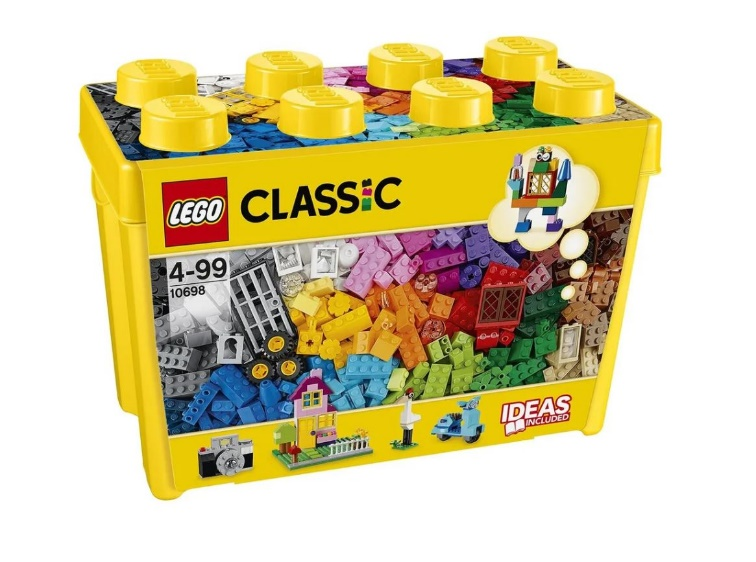 LEGO CLASSIC
4-99
10698
IDEAS
INCLUDED